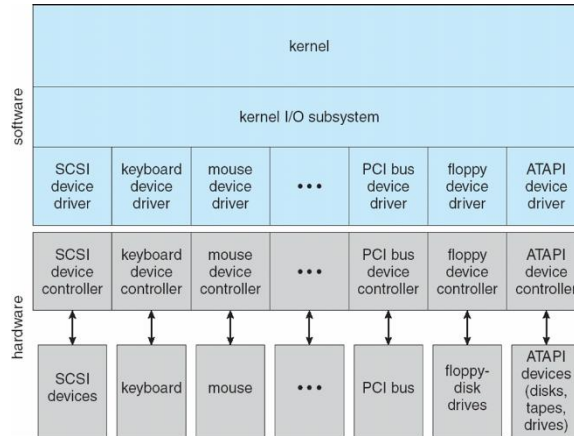 kernel
kernel I/O subsystem
software
SCSI
device
driver
keyboard
device
driver
mouse
device
driver
•••
PCI bus
device
driver
floppy
device
driver
ATAPI
device
driver
hardware
SCSI
device
controller
keyboard
device
controller
mouse
device
controller
•••
PCI bus
device
controller
floppy
device
controller
ATAPI
device
controller
SCSI
devices
keyboard
mouse
•••
PCI bus
floppy-
disk
drives
ATAPI
devices
(disks,
tapes,
drives)